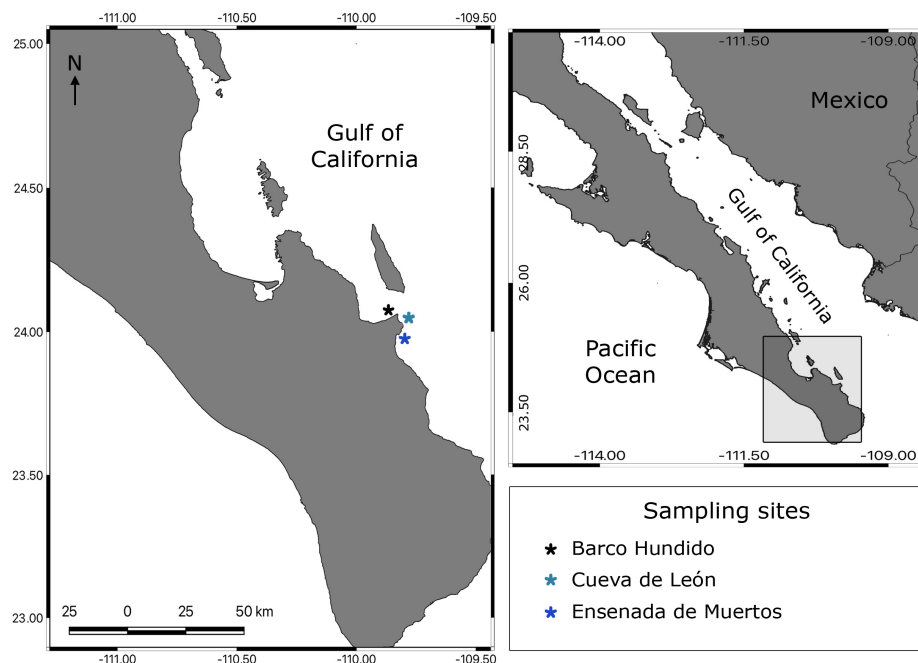 -111.00 -110.50 -110.00 -109.50
25.00
N
Gulf of
California
24.50
24.00
23.50
23.00
25 0 25 50 km
-111.00 -110.50 -110.00 -109.50
-114.00 -111.50 -109.00
Mexico
28.50
Gulf of California
26.00
Pacific
Ocean
23.50
-114.00 -111.50 -109.00
Sampling sites
Barco Hundido
Cueva de León
Ensenada de Muertos